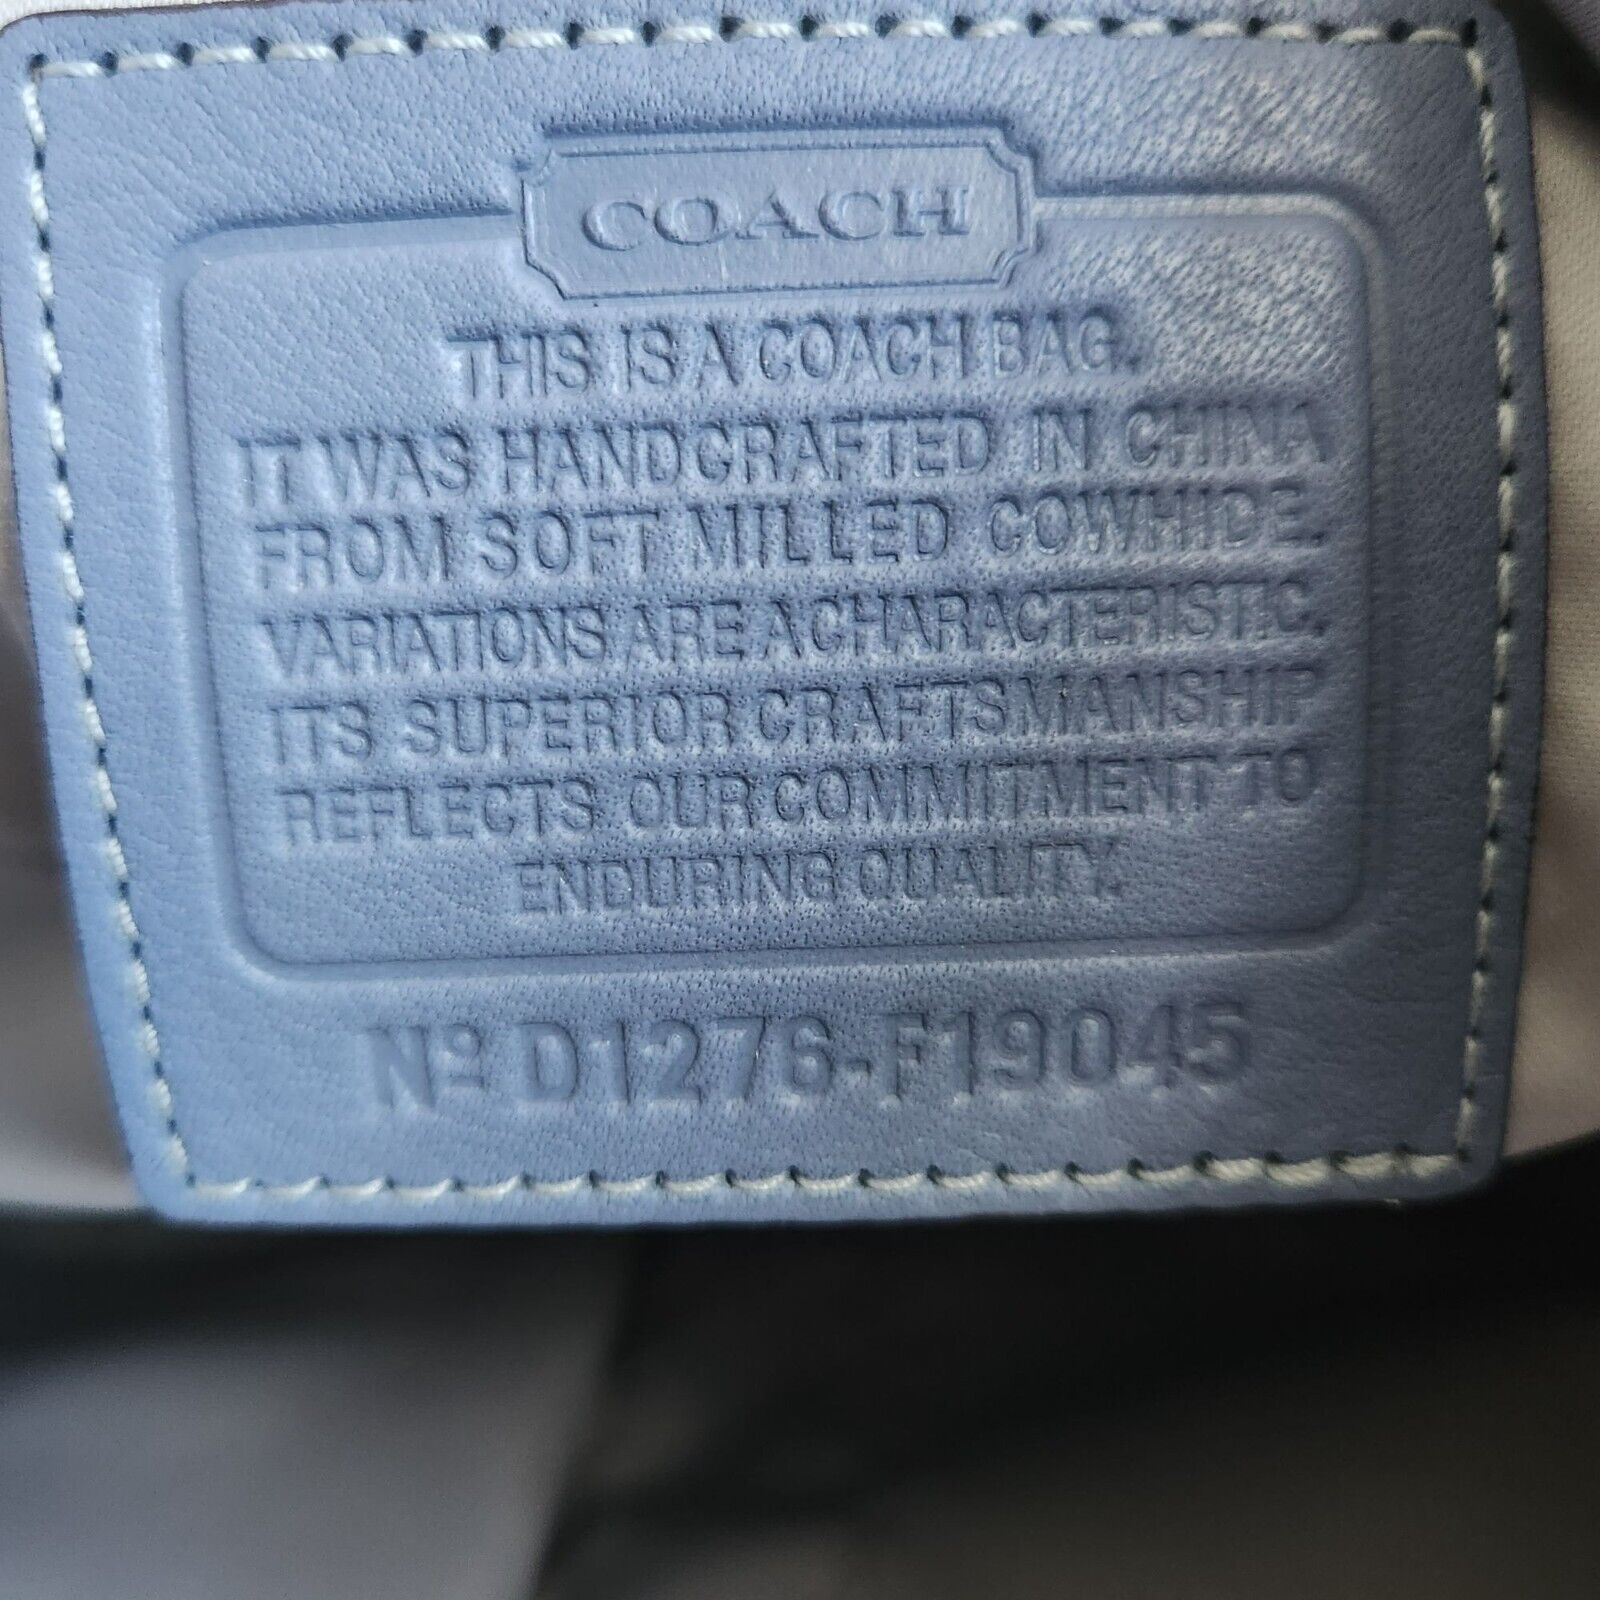 COACH
THIS IS A COACH BAG.
IT WAS HANDCRAFTED IN CHINA
FROM SOFT MILLED COWHIDE.
VARIATIONS ARE A CHARACTERISTIC.
ITS SUPERIOR CRAFTSMANSHIP
REFLECTS OUR COMMITMENT TO
ENDURING QUALITY.
Nº D1276-F19045